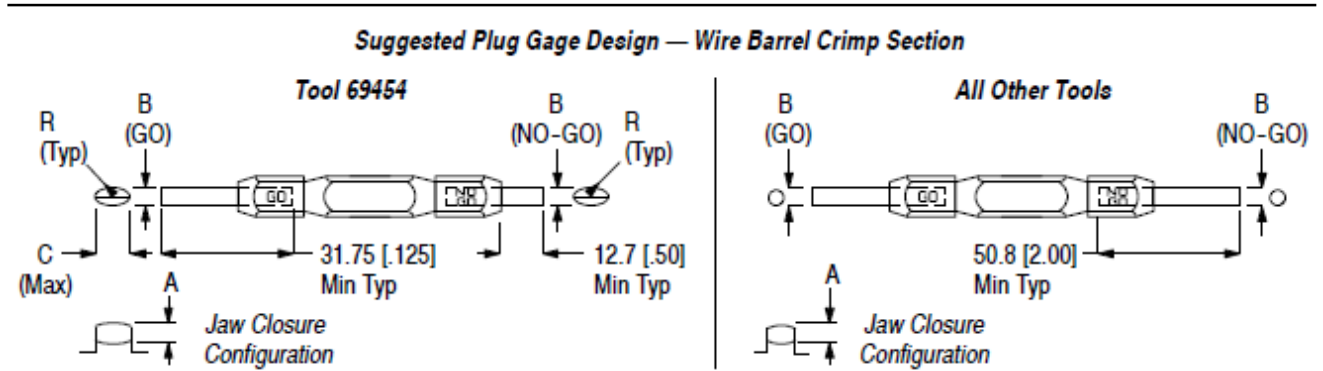 Suggested Plug Gage Design — Wire Barrel Crimp Section
Tool 69454
R
(Typ)
B
(GO)
B
(NO-GO)
R
(Typ)
GO
C
(Max)
31.75 [.125]
Min Typ
12.7 [.50]
Min Typ
A
Jaw Closure
Configuration
All Other Tools
B
(GO)
B
(NO-GO)
GO
50.8 [2.00]
Min Typ
A
Jaw Closure
Configuration